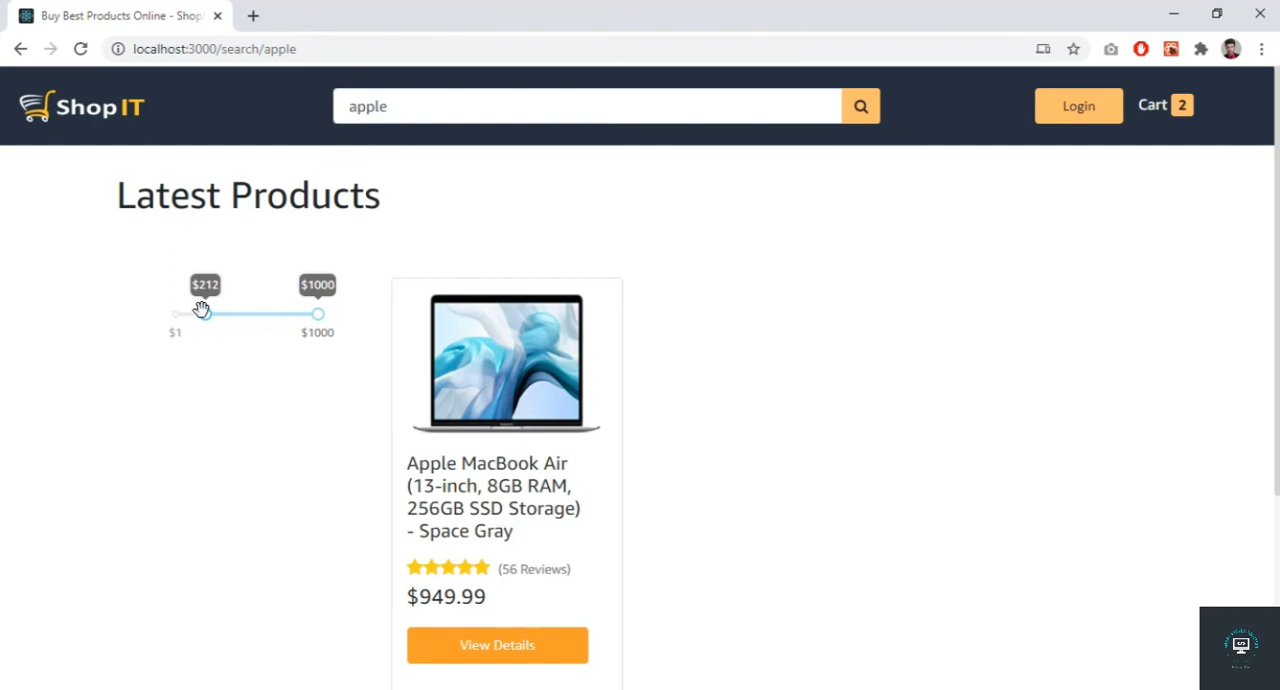 Buy Best Products Online - Shop
localhost:3000/search/apple
ShopIT
apple
Login
Cart 2
Latest Products
$212 $1000
$1 $1000
Apple MacBook Air
(13-inch, 8GB RAM,
256GB SSD Storage)
- Space Gray
(56 Reviews)
$949.99
View Details